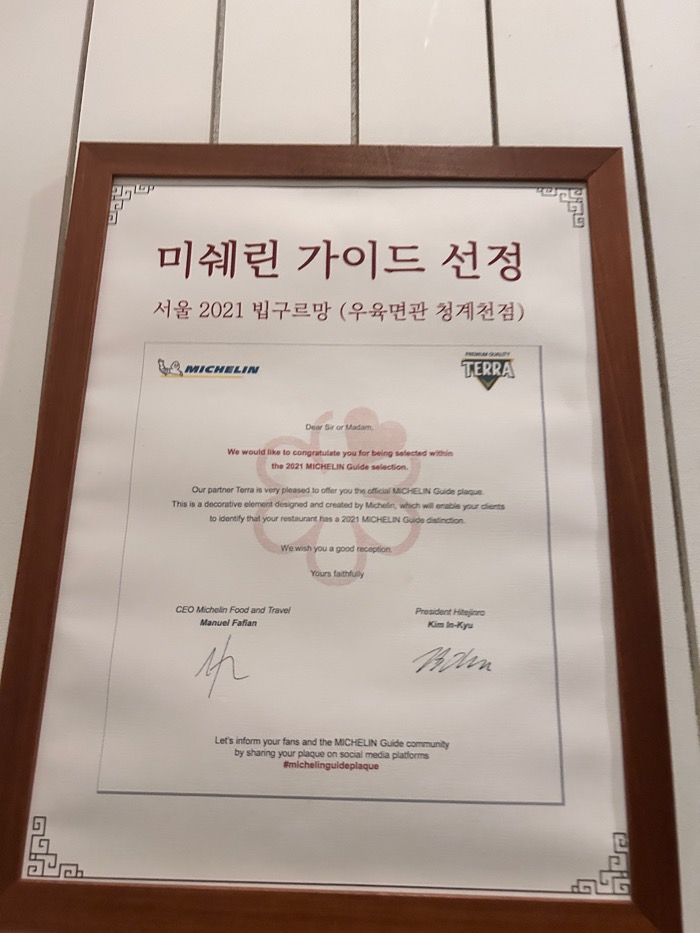 미쉐린 가이드 선정
서울 2021 빕구르망 (우육면관 청계천점)
MICHELIN
PREMIUM QUALITY
TERRA
Dear Sir or Madam,
We would like to congratulate you for being selected within
the 2021 MICHELIN Guide selection.
Our partner Terra is very pleased to offer you the official MICHELIN Guide plaque.
This is a decorative element designed and created by Michelin, which will enable your clients
to identify that your restaurant has a 2021 MICHELIN Guide distinction.
We wish you a good reception.
Yours faithfully
CEO Michelin Food and Travel
Manuel Fafian
President Hitejinro
Kim In-Kyu
Let's inform your fans and the MICHELIN Guide community
by sharing your plaque on social media platforms
#michelinguideplaque